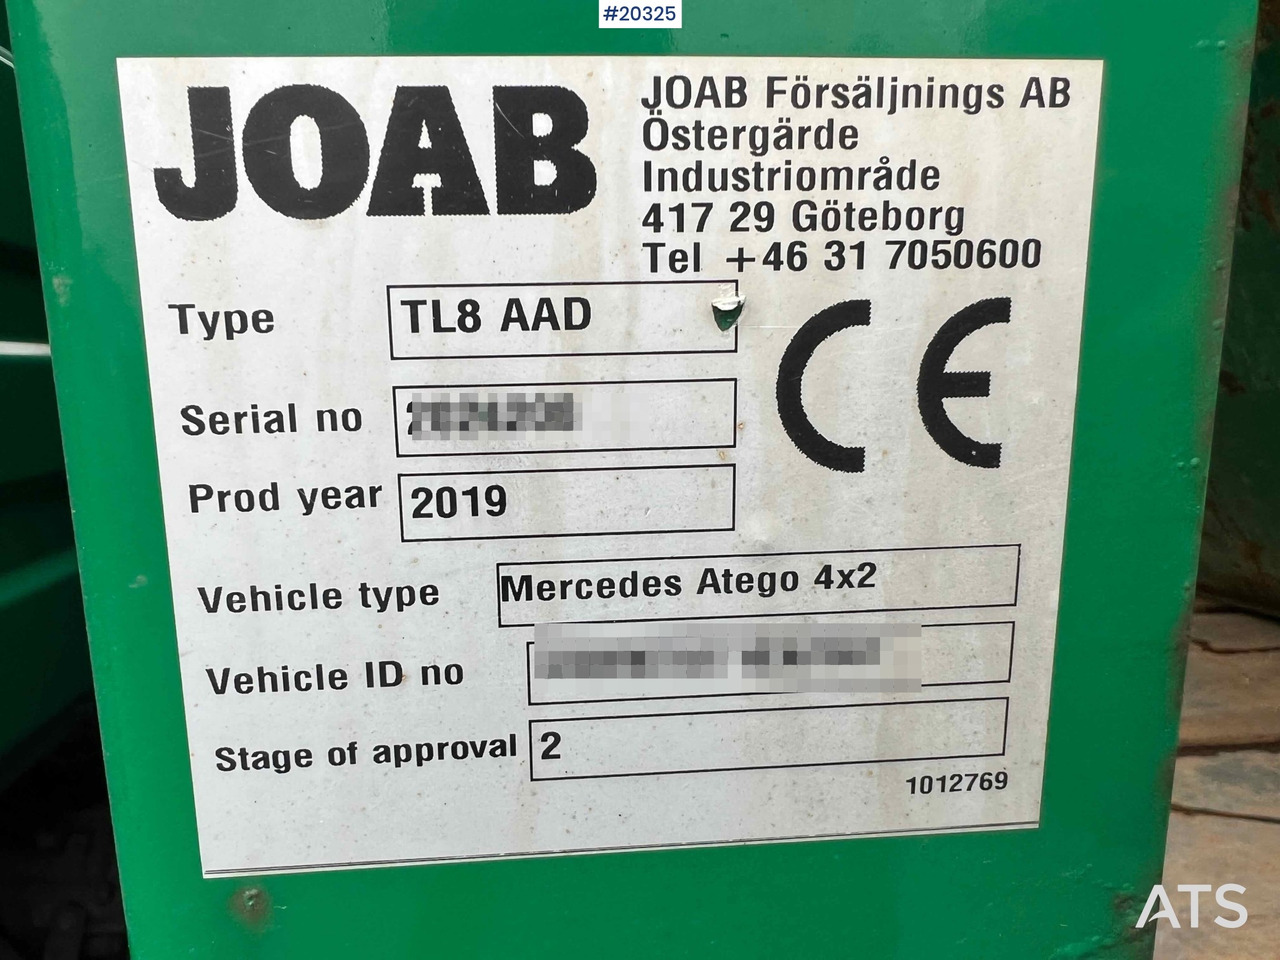 #20325
JOAB
JOAB Försäljnings AB
Östergärde
Industriområde
417 29 Göteborg
Tel +46 31 7050600
Type TL8 AAD
CE
Serial no
Prod year 2019
Vehicle type Mercedes Atego 4x2
Vehicle ID no
Stage of approval 2
1012769
ATS